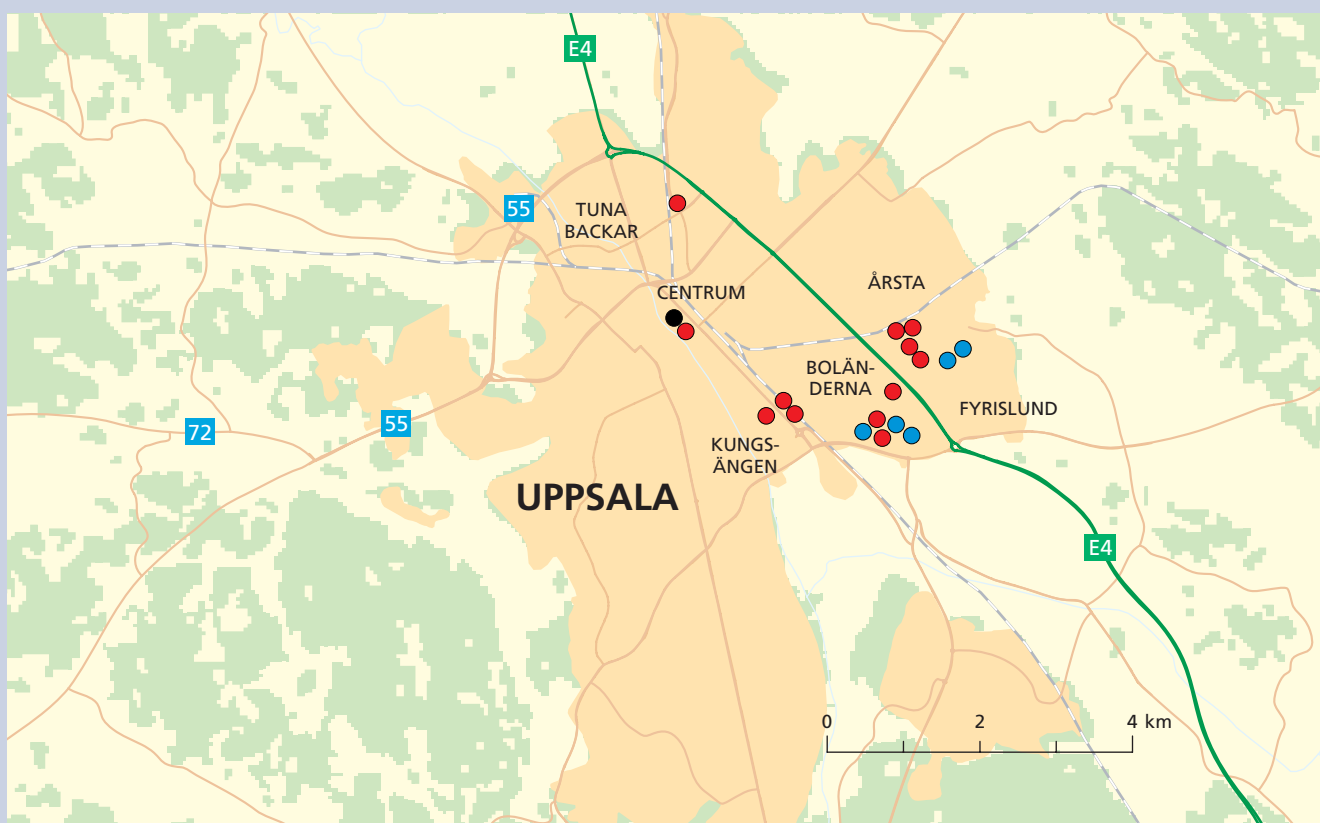 E4
55
TUNA
BACKAR
ÅRSTA
CENTRUM
BOLÄN-
DERNA
FYRISLUND
55
72
KUNGS-
ÄNGEN
UPPSALA
E4
0 2 4 km